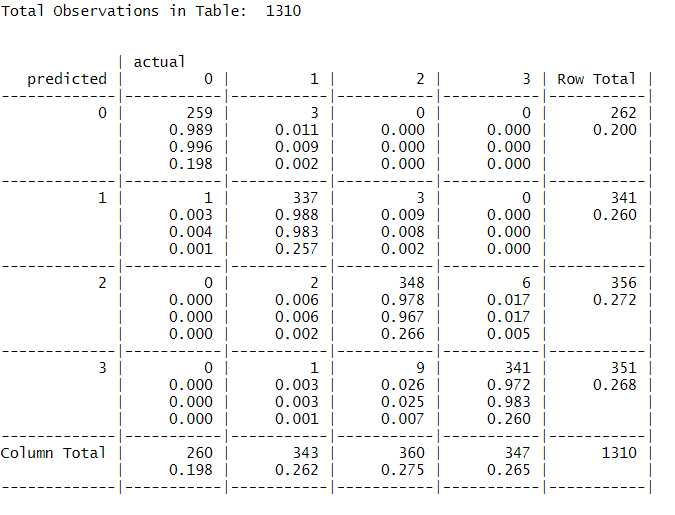 Total Observations in Table:  1310
             | actual
   predicted |         0 |         1 |         2 |         3 | Row Total |
-------------|-----------|-----------|-----------|-----------|-----------|
           0 |       259 |         3 |         0 |         0 |       262 |
             |     0.989 |     0.011 |     0.000 |     0.000 |     0.200 |
             |     0.996 |     0.009 |     0.000 |     0.000 |           |
             |     0.198 |     0.002 |     0.000 |     0.000 |           |
-------------|-----------|-----------|-----------|-----------|-----------|
           1 |         1 |       337 |         3 |         0 |       341 |
             |     0.003 |     0.988 |     0.009 |     0.000 |     0.260 |
             |     0.004 |     0.983 |     0.008 |     0.000 |           |
             |     0.001 |     0.257 |     0.002 |     0.000 |           |
-------------|-----------|-----------|-----------|-----------|-----------|
           2 |         0 |         2 |       348 |         6 |       356 |
             |     0.000 |     0.006 |     0.978 |     0.017 |     0.272 |
             |     0.000 |     0.006 |     0.967 |     0.017 |           |
             |     0.000 |     0.002 |     0.266 |     0.005 |           |
-------------|-----------|-----------|-----------|-----------|-----------|
           3 |         0 |         1 |         9 |       341 |       351 |
             |     0.000 |     0.003 |     0.026 |     0.972 |     0.268 |
             |     0.000 |     0.003 |     0.025 |     0.983 |           |
             |     0.000 |     0.001 |     0.007 |     0.260 |           |
-------------|-----------|-----------|-----------|-----------|-----------|
Column Total |       260 |       343 |       360 |       347 |      1310 |
             |     0.198 |     0.262 |     0.275 |     0.265 |           |
-------------|-----------|-----------|-----------|-----------|-----------|